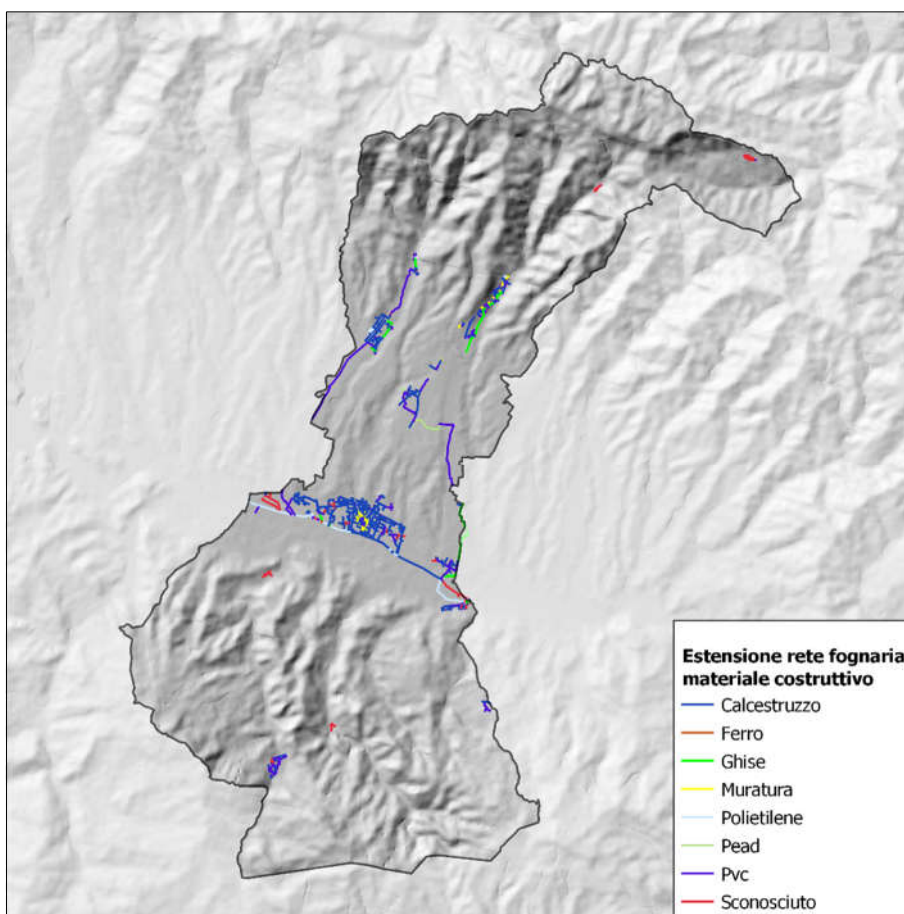 Estensione rete fognaria
materiale costruttivo
Calcestruzzo
Ferro
Ghise
Muratura
Polietilene
Pead
Pvc
Sconosciuto